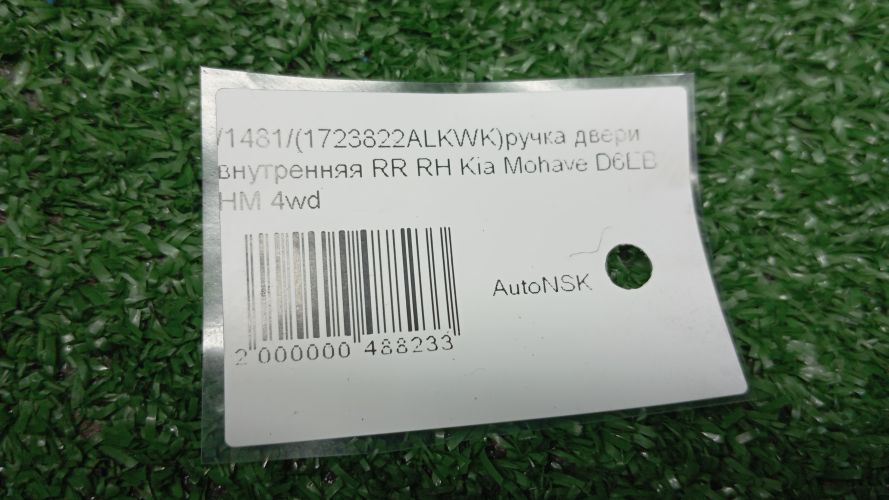 /1481/(1723822ALKWK)ручка двери
внутренняя RR RH Kia Mohave D6EB
HM 4wd
AutoNSK
2 000000 488233